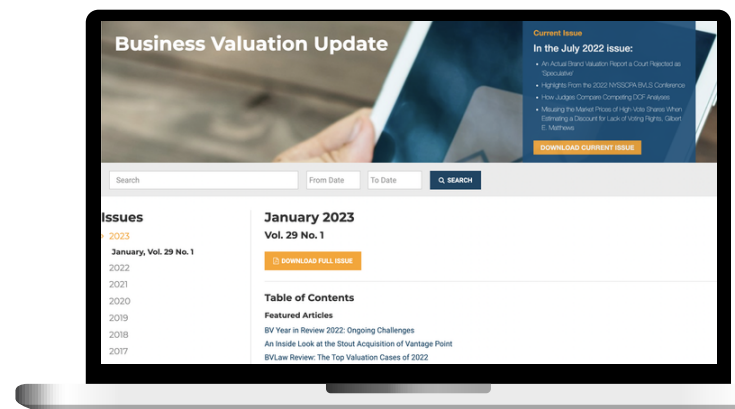 Business Valuation Update
Current Issue
In the July 2022 issue:
• An Actual Brand Valuation Report a Court Rejected as
'Speculative'
• Highlights From the 2022 NYSSCPA BVLS Conference
• How Judges Compare Competing DCF Analyses
• Misusing the Market Prices of High Vote Shares When
Estimating a Discount for Lack of Voting Rights, Gilbert
E. Matthews
DOWNLOAD CURRENT ISSUE
Search
From Date
To Date
SEARCH
Issues
2023
January, Vol. 29 No. 1
2022
2021
2020
2019
2018
2017
January 2023
Vol. 29 No. 1
DOWNLOAD FULL ISSUE
Table of Contents
Featured Articles
BV Year in Review 2022: Ongoing Challenges
An Inside Look at the Stout Acquisition of Vantage Point
BVLaw Review: The Top Valuation Cases of 2022